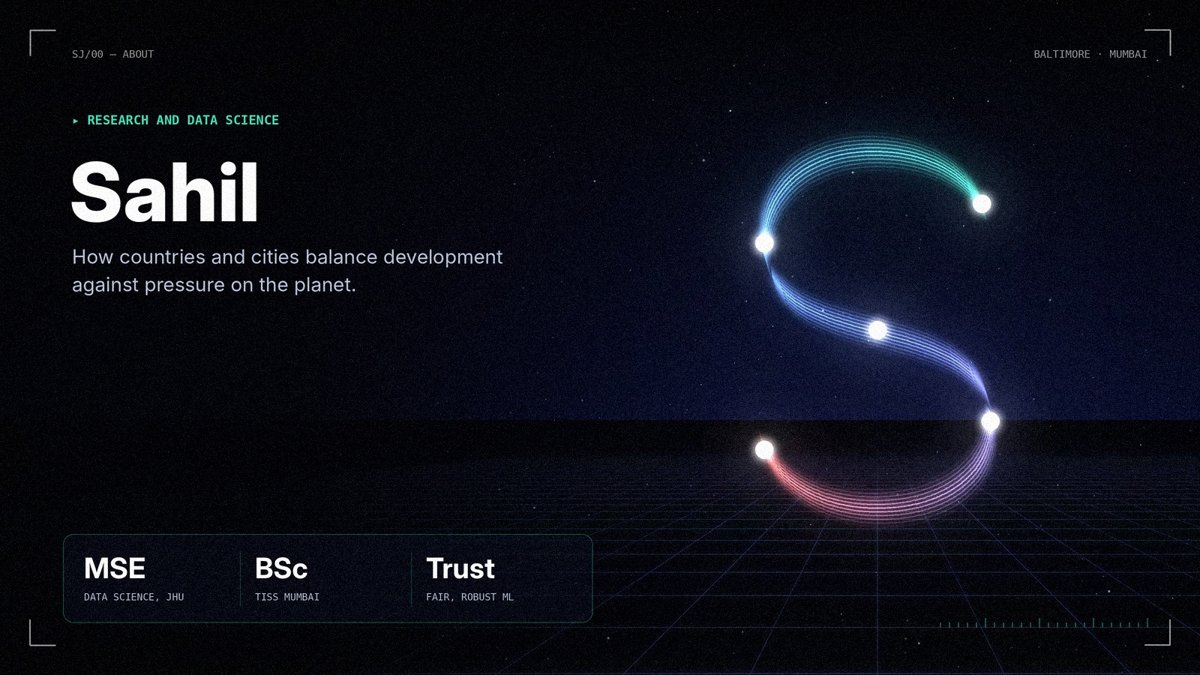 SJ/00 — ABOUT
BALTIMORE · MUMBAI
▸ RESEARCH AND DATA SCIENCE
Sahil
How countries and cities balance development
against pressure on the planet.
MSE
DATA SCIENCE, JHU
BSc
TISS MUMBAI
Trust
FAIR, ROBUST ML